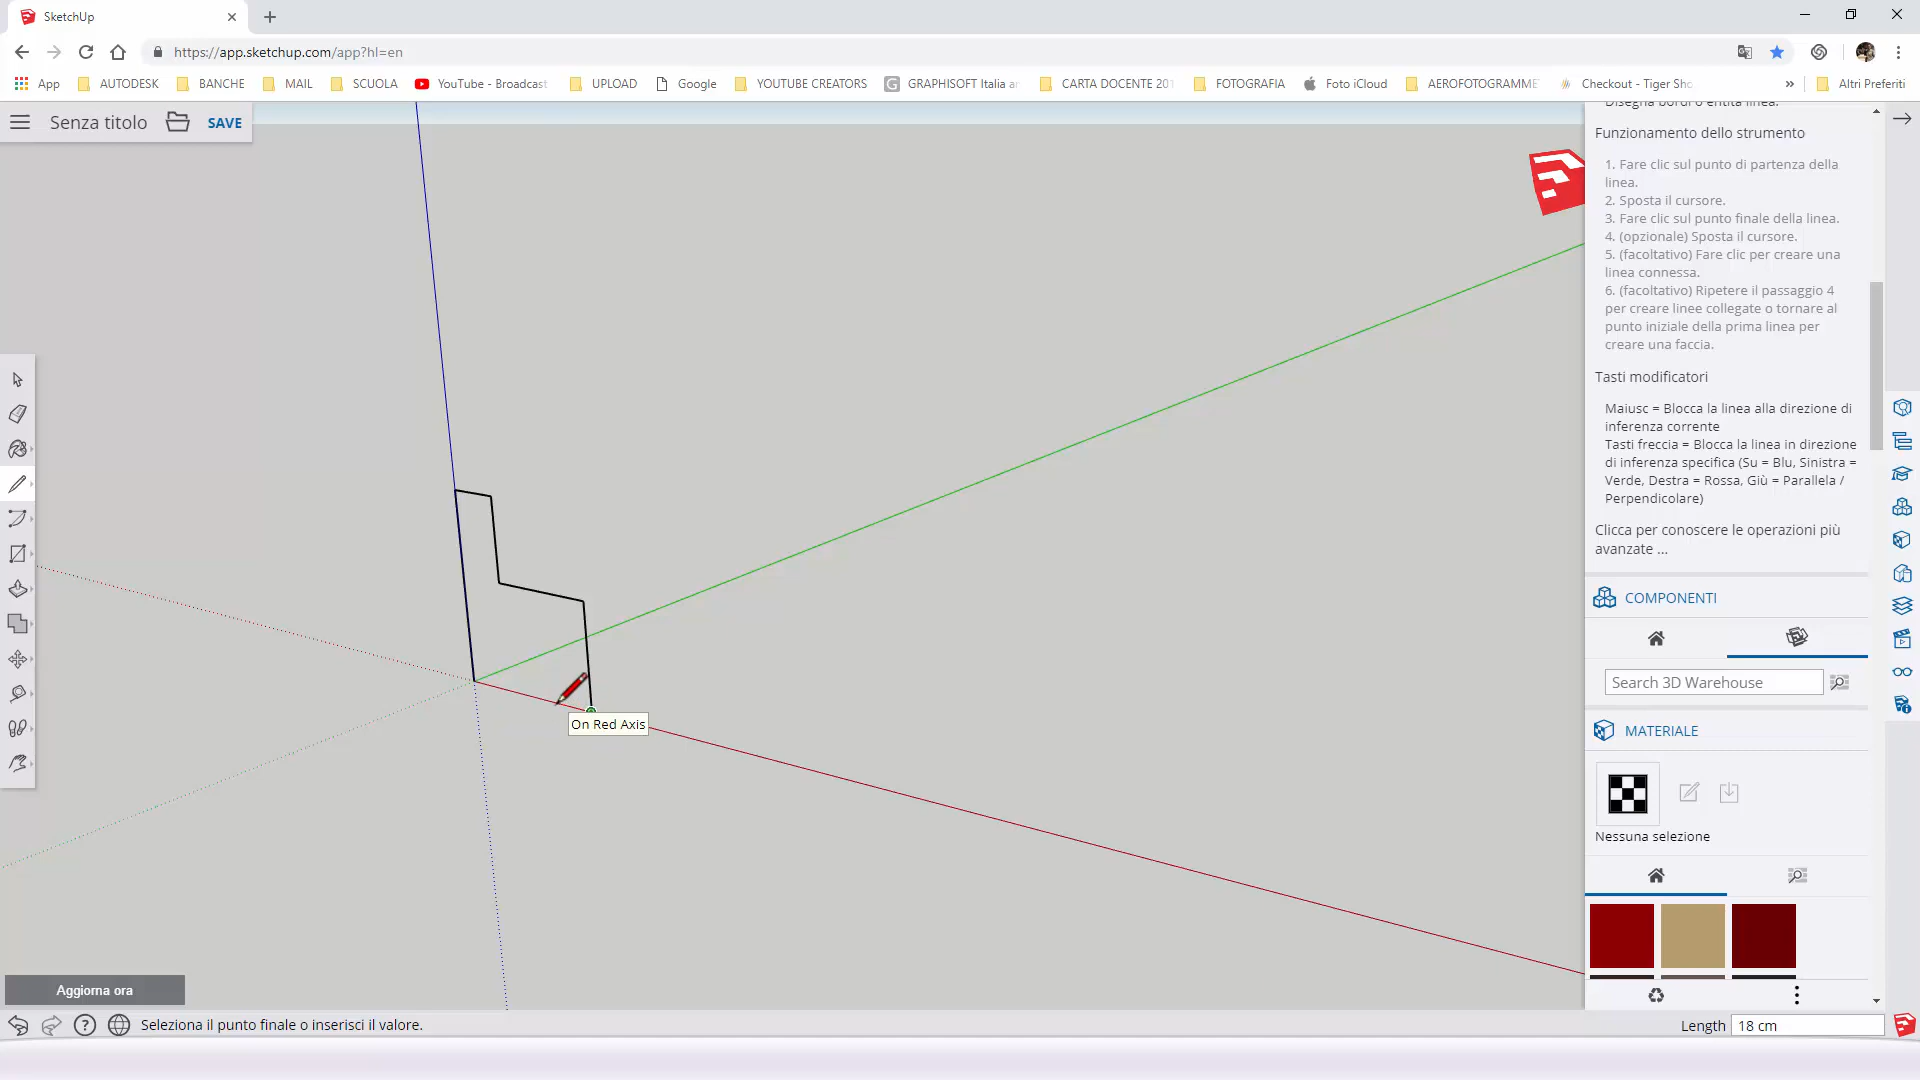 SketchUp
https://app.sketchup.com/app?hl=en
App
AUTODESK
BANCHE
MAIL
SCUOLA
YouTube - Broadcast
UPLOAD
Google
YOUTUBE CREATORS
GRAPHISOFT Italia
CARTA DOCENTE 201
FOTOGRAFIA
Foto iCloud
AEROFOTOGRAMME
Checkout - Tiger Sho
»
Altri Preferiti
Senza titolo
SAVE
Disegna bordi o entità linea.
Funzionamento dello strumento
1. Fare clic sul punto di partenza della
linea.
2. Sposta il cursore.
3. Fare clic sul punto finale della linea.
4. (opzionale) Sposta il cursore.
5. (facoltativo) Fare clic per creare una
linea connessa.
6. (facoltativo) Ripetere il passaggio 4
per creare linee collegate o tornare al
punto iniziale della prima linea per
creare una faccia.
Tasti modificatori
Maiusc = Blocca la linea alla direzione di
inferenza corrente
Tasti freccia = Blocca la linea in direzione
di inferenza specifica (Su = Blu, Sinistra =
Verde, Destra = Rossa, Giù = Parallela /
Perpendicolare)
Clicca per conoscere le operazioni più
avanzate ...
On Red Axis
COMPONENTI
Search 3D Warehouse
MATERIALE
Nessuna selezione
Aggiorna ora
Seleziona il punto finale o inserisci il valore.
Length
18 cm